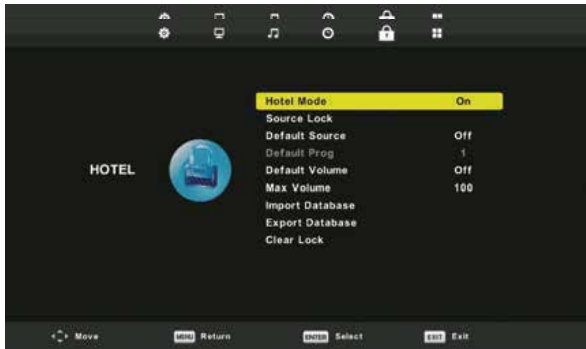 Hotel Mode On
Source Lock
Default Source Off
Default Prog 1
HOTEL
Default Volume Off
Max Volume 100
Import Database
Export Database
Clear Lock
Move MENU Return ENTER Select EXIT Exit